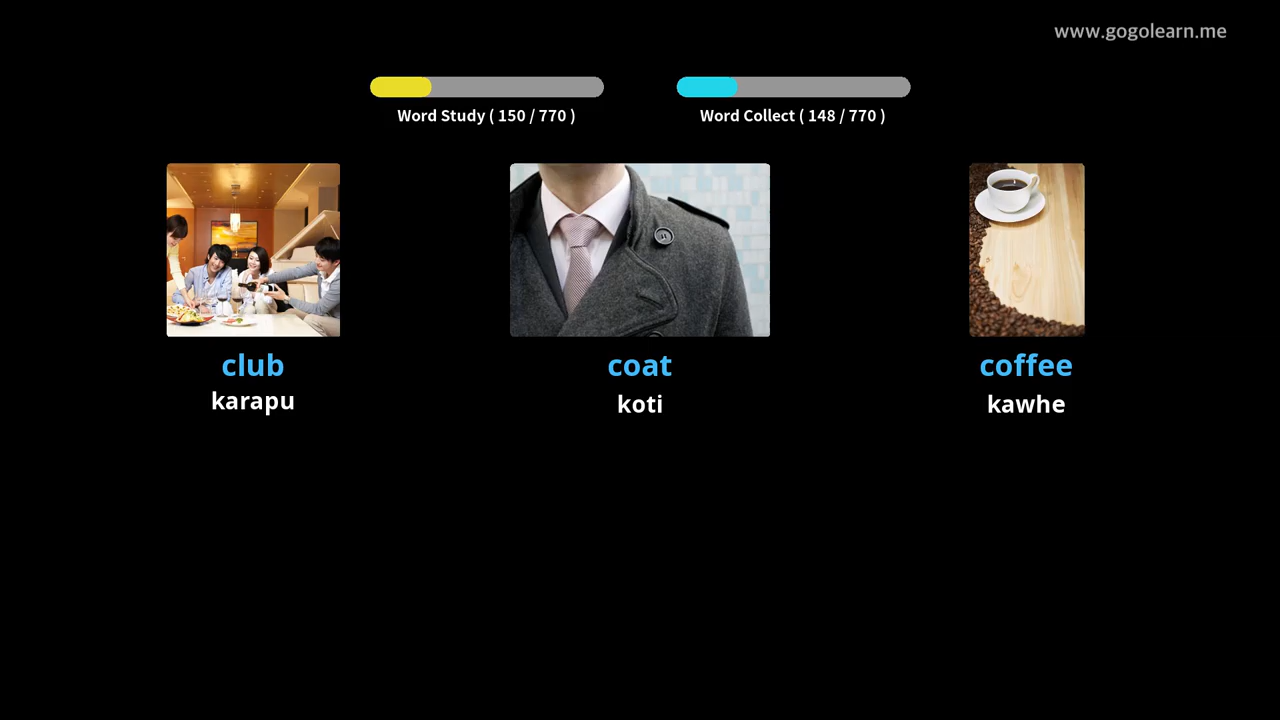 www.gogolearn.me
Word Study ( 150 / 770 )
Word Collect ( 148 / 770 )
club
karapu
coat
koti
coffee
kawhe